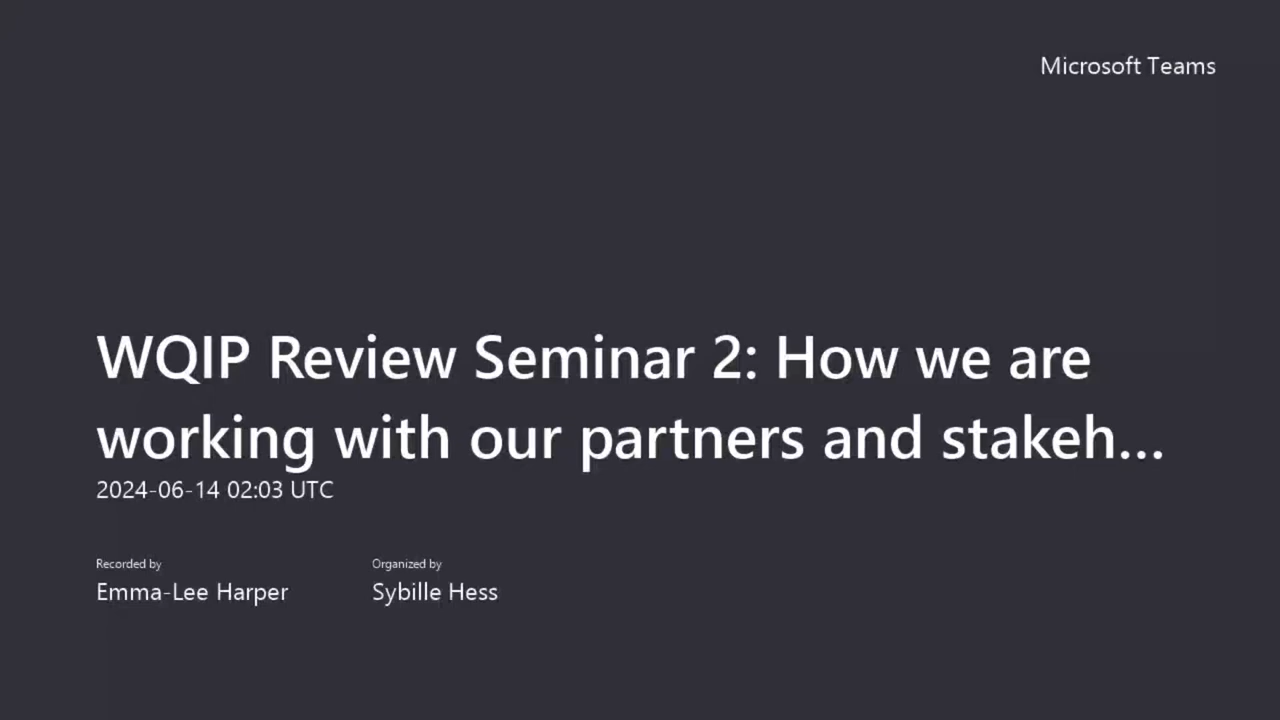 Microsoft Teams
WQIP Review Seminar 2: How we are
working with our partners and stakeh...
2024-06-14 02:03 UTC
Recorded by
Emma-Lee Harper
Organized by
Sybille Hess